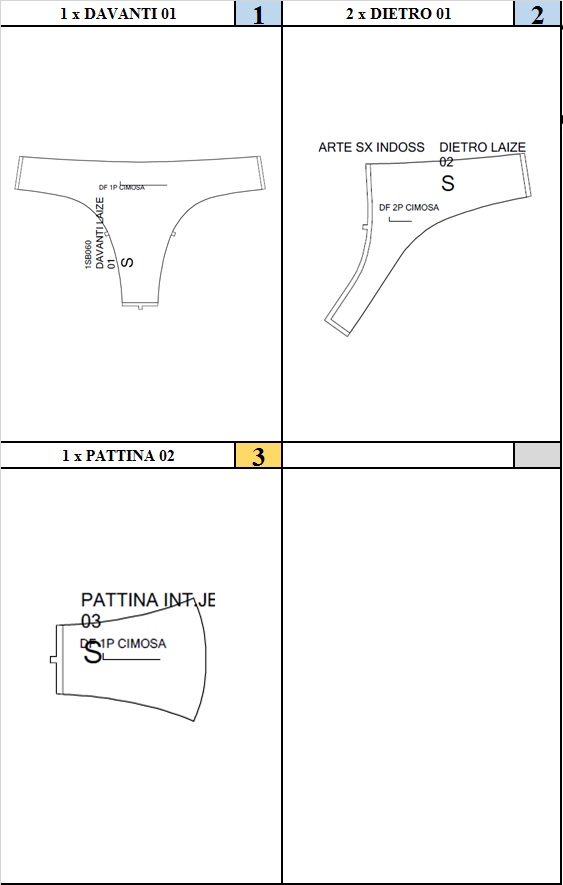 1 x DAVANTI 01
1
2 x DIETRO 01
2
DF 1P CIMOSA
1SB060
DAVANTI LAIZE
01
S
ARTE SX INDOSS DIETRO LAIZE
02
S
DF 2P CIMOSA
1 x PATTINA 02
3
PATTINA INT.JE
03
DF 1P CIMOSA
S